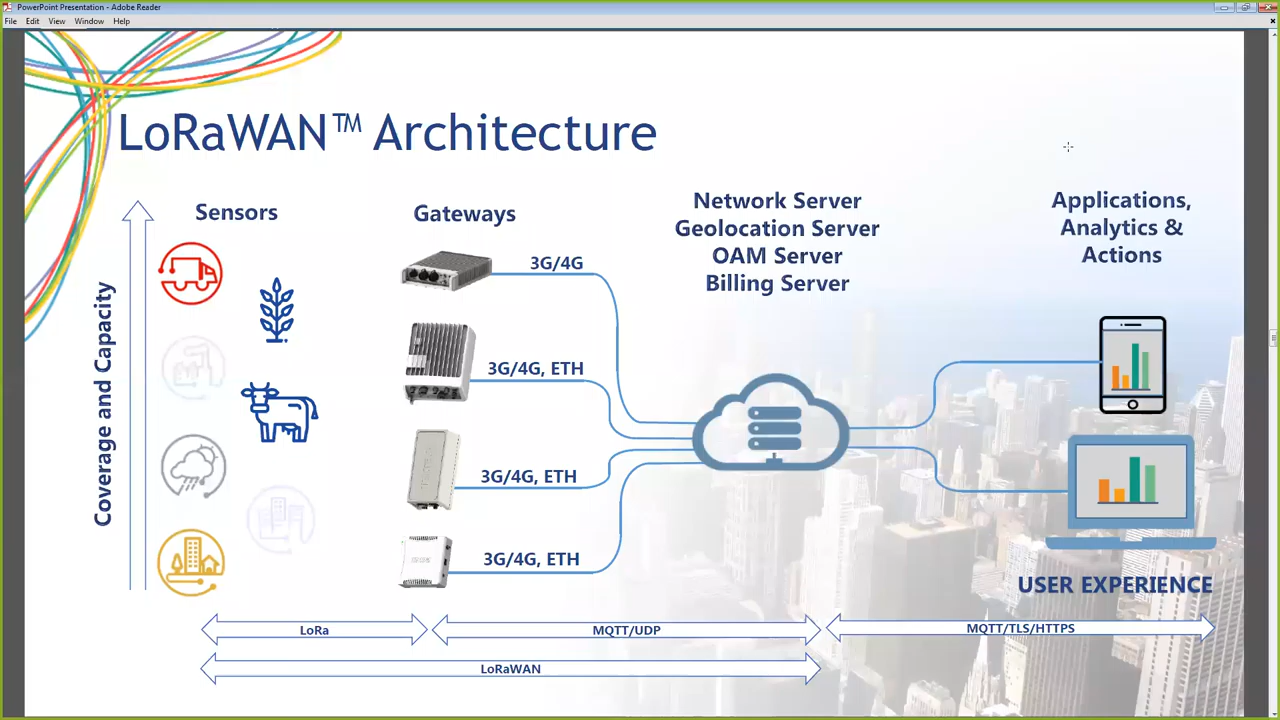 PowerPoint Presentation - Adobe Reader
File Edit View Window Help
LoRaWAN™ Architecture
Sensors
Gateways
Network Server
Geolocation Server
OAM Server
Billing Server
Applications,
Analytics &
Actions
Coverage and Capacity
3G/4G
3G/4G, ETH
3G/4G, ETH
3G/4G, ETH
USER EXPERIENCE
LoRa
MQTT/UDP
MQTT/TLS/HTTPS
LoRaWAN